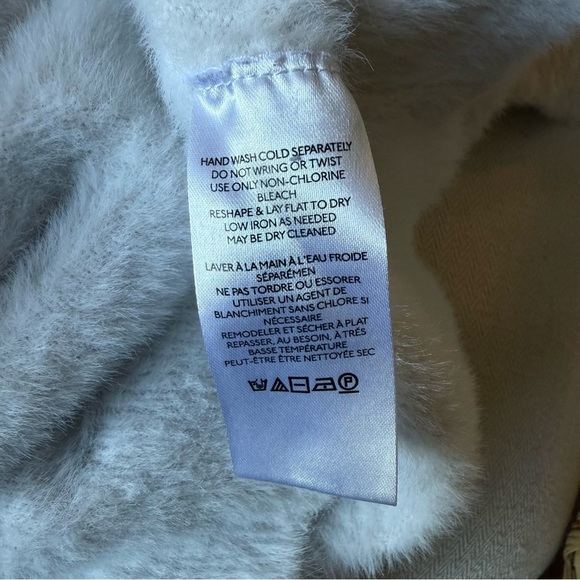 HAND WASH COLD SEPARATELY
DO NOT WRING OR TWIST
USE ONLY NON-CHLORINE
BLEACH
RESHAPE & LAY FLAT TO DRY
LOW IRON AS NEEDED
MAY BE DRY CLEANED
LAVER À LA MAIN À L'EAU FROIDE
SÉPARÉMEN
NE PAS TORDRE OU ESSORER
UTILISER UN AGENT DE
BLANCHIMENT SANS CHLORE SI
NÉCESSAIRE
REMODELER ET SÉCHER À PLAT
REPASSER, AU BESOIN, À TRÉS
BASSE TEMPÉRATURE
PEUT-ÊTRE ÊTRE NETTOYÉE SEC
P